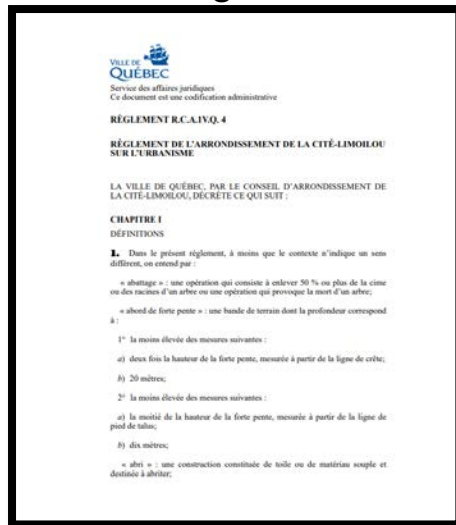 VILLE DE
QUÉBEC
Service des affaires juridiques
Ce document est une codification administrative
RÈGLEMENT R.C.A.1V.Q. 4
RÈGLEMENT DE L'ARRONDISSEMENT DE LA CITÉ-LIMOILOU
SUR L'URBANISME
LA VILLE DE QUÉBEC, PAR LE CONSEIL D'ARRONDISSEMENT DE
LA CITÉ-LIMOILOU, DÉCRÈTE CE QUI SUIT :
CHAPITRE I
DÉFINITIONS
1. Dans le présent règlement, à moins que le contexte n'indique un sens
différent, on entend par :
« abattage » : une opération qui consiste à enlever 50 % ou plus de la cime
ou des racines d'un arbre ou une opération qui provoque la mort d'un arbre;
« abord de forte pente » : une bande de terrain dont la profondeur correspond
à :
1° la moins élevée des mesures suivantes :
a) deux fois la hauteur de la forte pente, mesurée à partir de la ligne de crête;
b) 20 mètres;
2° la moins élevée des mesures suivantes :
a) la moitié de la hauteur de la forte pente, mesurée à partir de la ligne de
pied de talus;
b) dix mètres;
« abri » : une construction constituée de toile ou de matériau souple et
destinée à abriter;